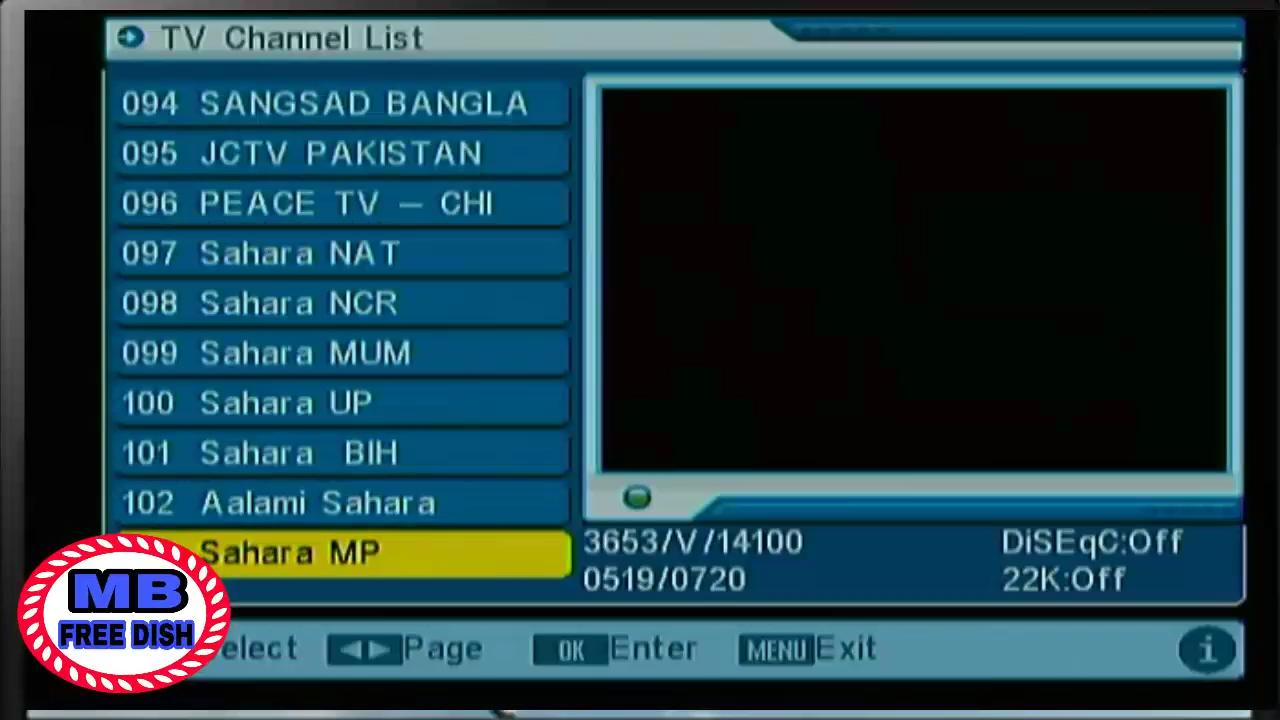 TV Channel List
094 SANGSAD BANGLA
095 JCTV PAKISTAN
096 PEACE TV – CHI
097 Sahara NAT
098 Sahara NCR
099 Sahara MUM
100 Sahara UP
101 Sahara BIH
102 Aalami Sahara
Sahara MP
3653/V/14100
DiSEqC:Off
0519/0720
22K:Off
MB
FREE DISH
elect Page OK Enter MENU Exit i